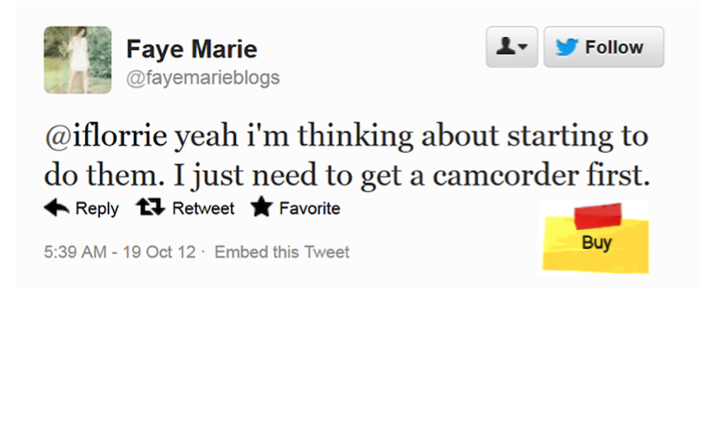 Faye Marie
Follow
@fayemarieblogs
@iflorrie yeah i'm thinking about starting to
do them. I just need to get a camcorder first.
Reply Retweet Favorite
Buy
5:39 AM - 19 Oct 12 · Embed this Tweet